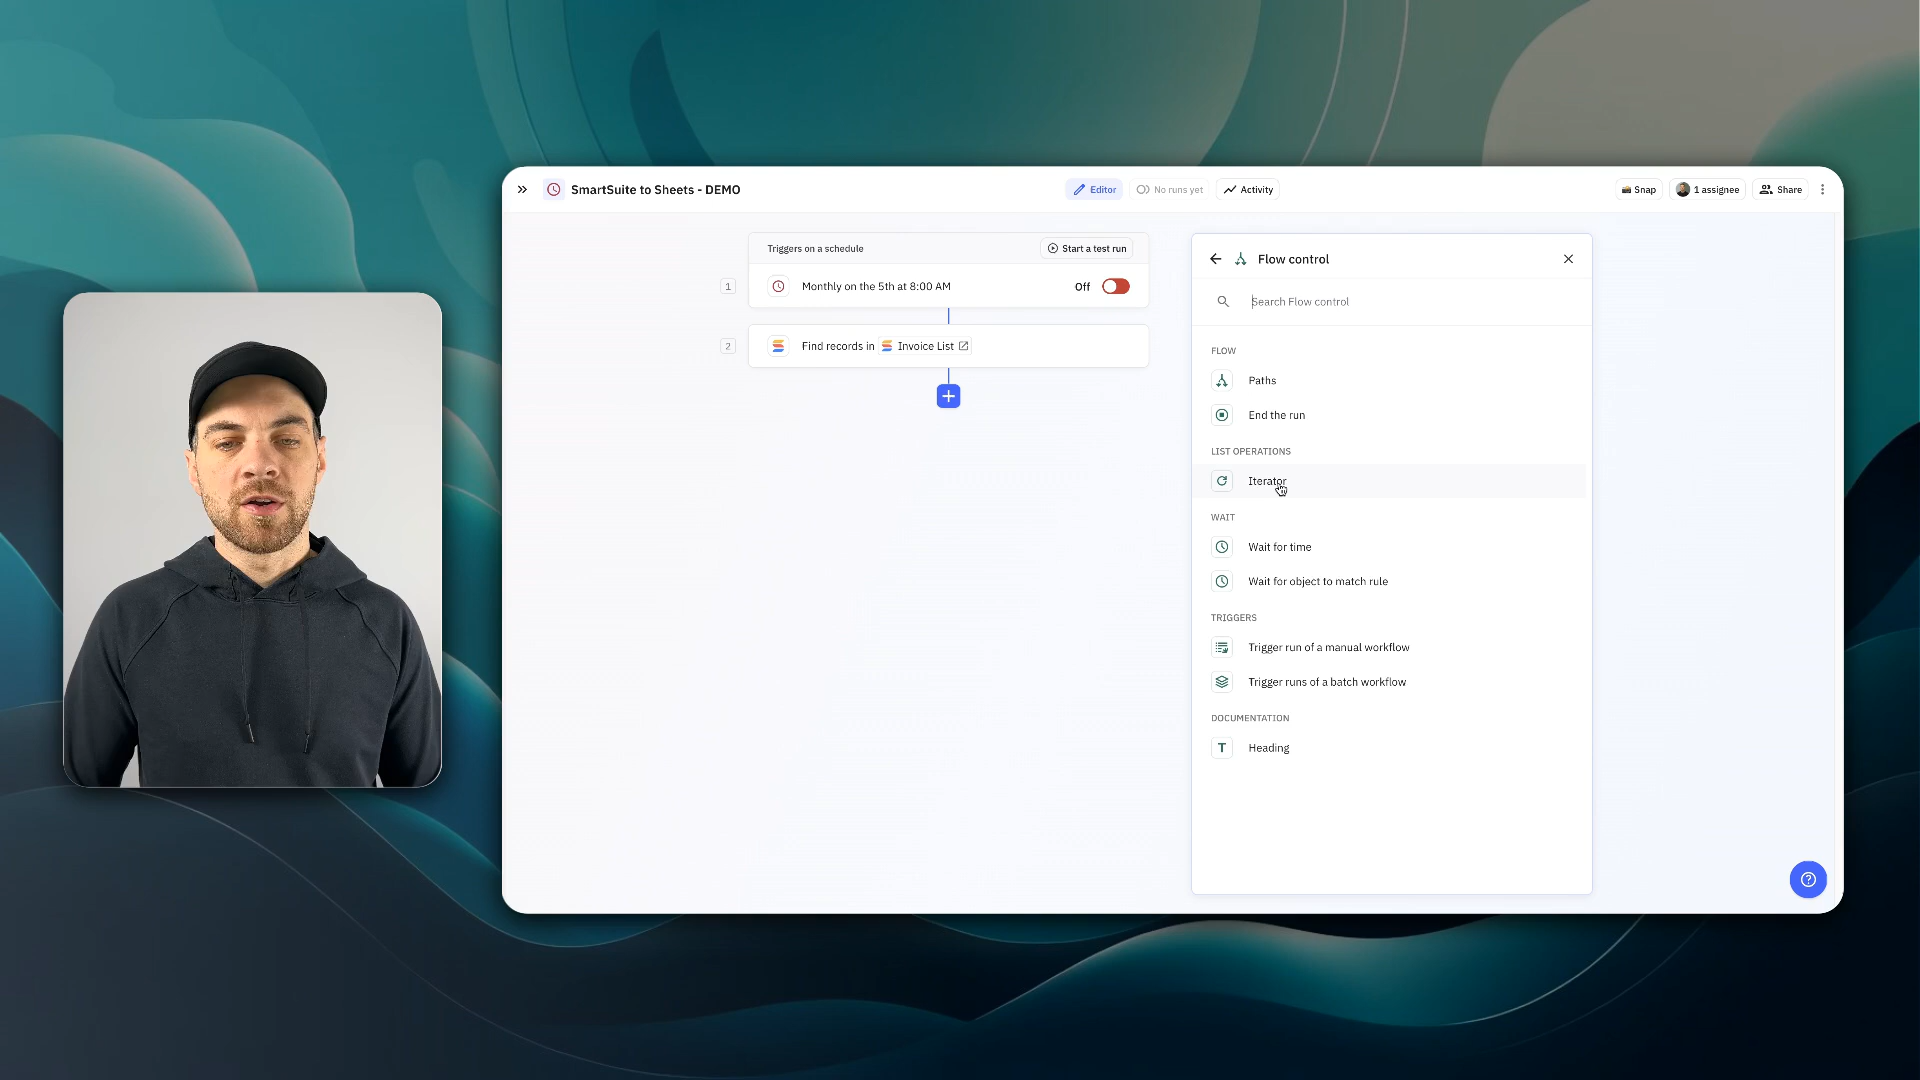 SmartSuite to Sheets - DEMO
Editor
No runs yet
Activity
Snap
1 assignee
Share
Triggers on a schedule
Start a test run
1
Monthly on the 5th at 8:00 AM
Off
2
Find records in Invoice List
Flow control
Search Flow control
FLOW
Paths
End the run
LIST OPERATIONS
Iterator
WAIT
Wait for time
Wait for object to match rule
TRIGGERS
Trigger run of a manual workflow
Trigger runs of a batch workflow
DOCUMENTATION
T Heading